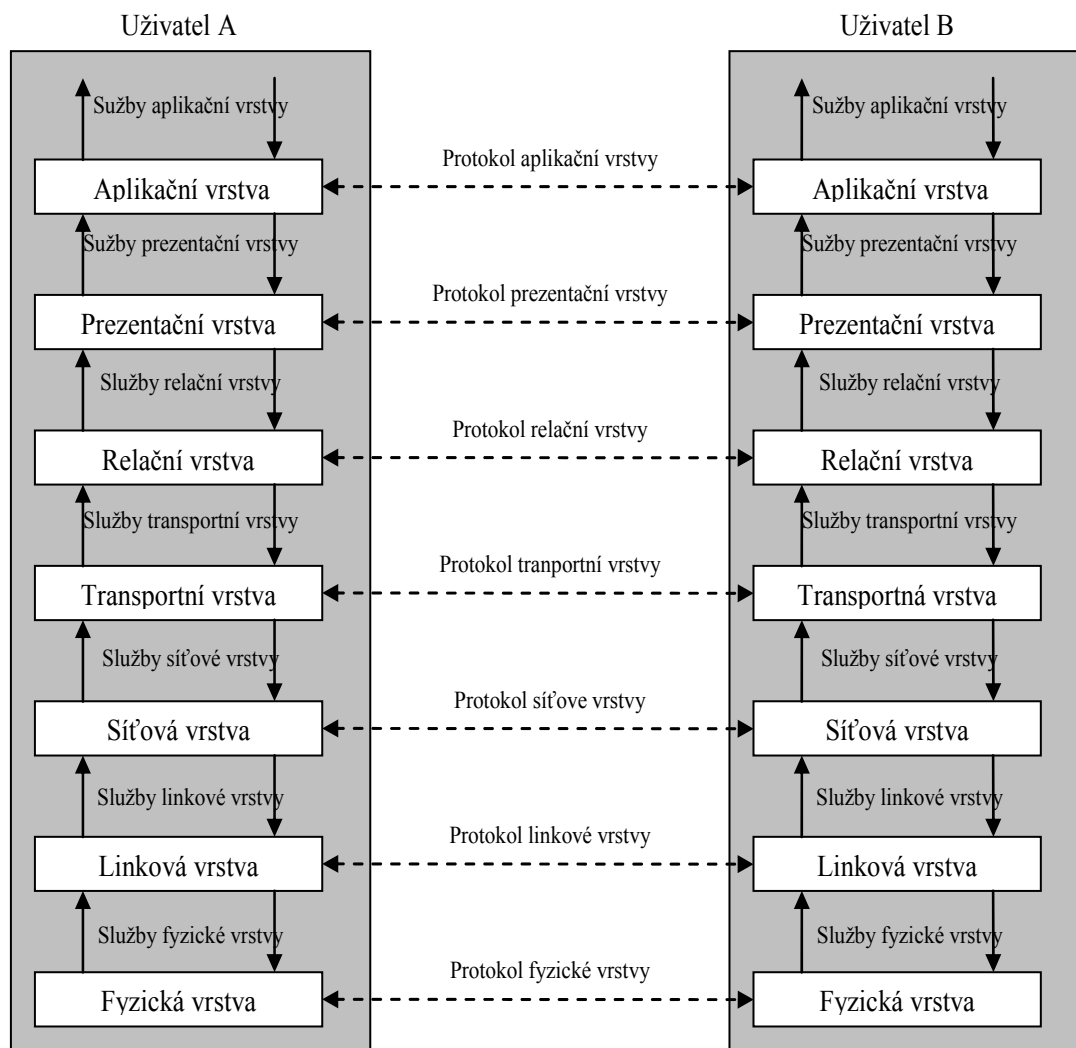 Uživatel A
Uživatel B
Sužby aplikační vrstvy
Sužby aplikační vrstvy
Protokol aplikační vrstvy
Aplikační vrstva
Aplikační vrstva
Sužby prezentační vrstvy
Sužby prezentační vrstvy
Protokol prezentační vrstvy
Prezentační vrstva
Prezentační vrstva
Služby relační vrstvy
Služby relační vrstvy
Protokol relační vrstvy
Relační vrstva
Relační vrstva
Služby transportní vrstvy
Služby transportní vrstvy
Protokol tranportní vrstvy
Transportní vrstva
Transportná vrstva
Služby síťové vrstvy
Služby síťové vrstvy
Protokol síťove vrstvy
Síťová vrstva
Síťová vrstva
Služby linkové vrstvy
Služby linkové vrstvy
Protokol linkové vrstvy
Linková vrstva
Linková vrstva
Služby fyzické vrstvy
Služby fyzické vrstvy
Protokol fyzické vrstvy
Fyzická vrstva
Fyzická vrstva